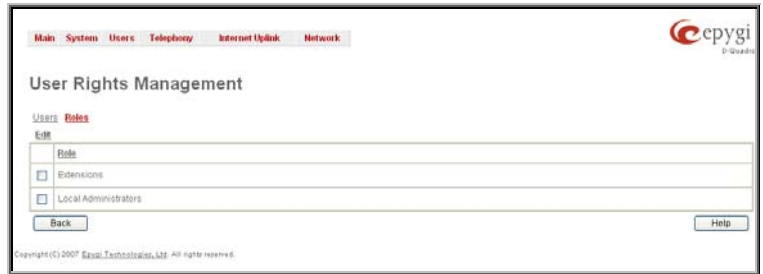 Main System Users Telephony Internet Uplink Network
epygi
D-Quadro
User Rights Management
Users Roles
Edit
Role
Extensions
Local Administrators
Back Help
Copyright (C) 2007 Epygi Technologies, Ltd. All rights reserved.